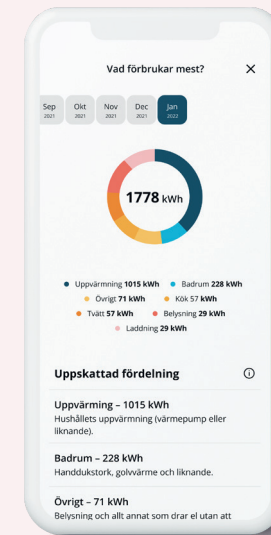 Vad förbrukar mest?
Sep Okt Nov Dec Jan
2021 2021 2021 2021 2022
1778 kWh
Uppvärmning 1015 kWh Badrum 228 kWh
Övrigt 71 kWh Kök 57 kWh
Tvätt 57 kWh Belysning 29 kWh
Laddning 29 kWh
Uppskattad fördelning
Uppvärming – 1015 kWh
Hushållets uppvärmning (värmepump eller
liknande).
Badrum – 228 kWh
Handdukstork, golvvärme och liknande.
Övrigt – 71 kWh
Belysning och allt annat som drar el utan att